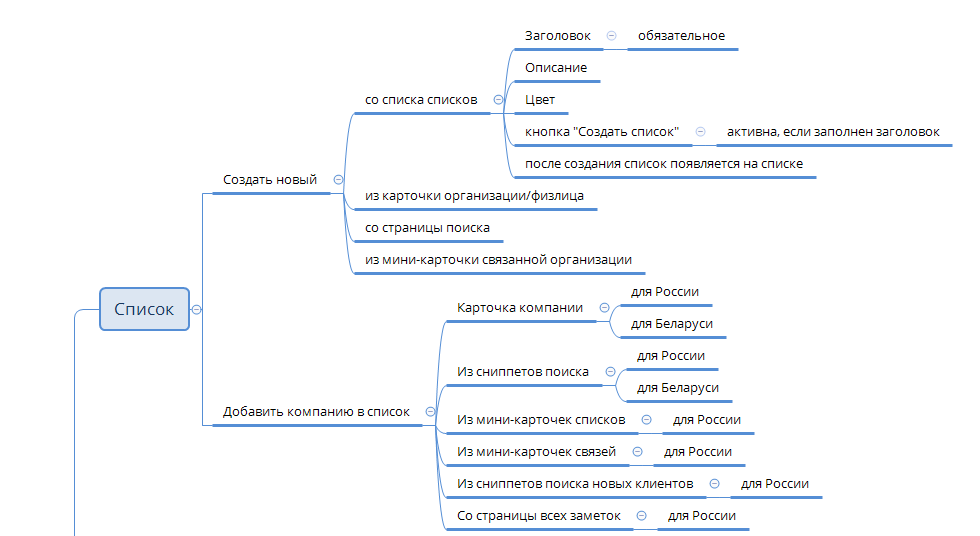 Список
Создать новый
со списка списков
Заголовок
обязательное
Описание
Цвет
кнопка "Создать список"
активна, если заполнен заголовок
после создания список появляется на списке
из карточки организации/физлица
со страницы поиска
из мини-карточки связанной организации
Добавить компанию в список
Карточка компании
для России
для Беларуси
Из сниппетов поиска
для России
для Беларуси
Из мини-карточек списков
для России
Из мини-карточек связей
для России
Из сниппетов поиска новых клиентов
для России
Со страницы всех заметок
для России